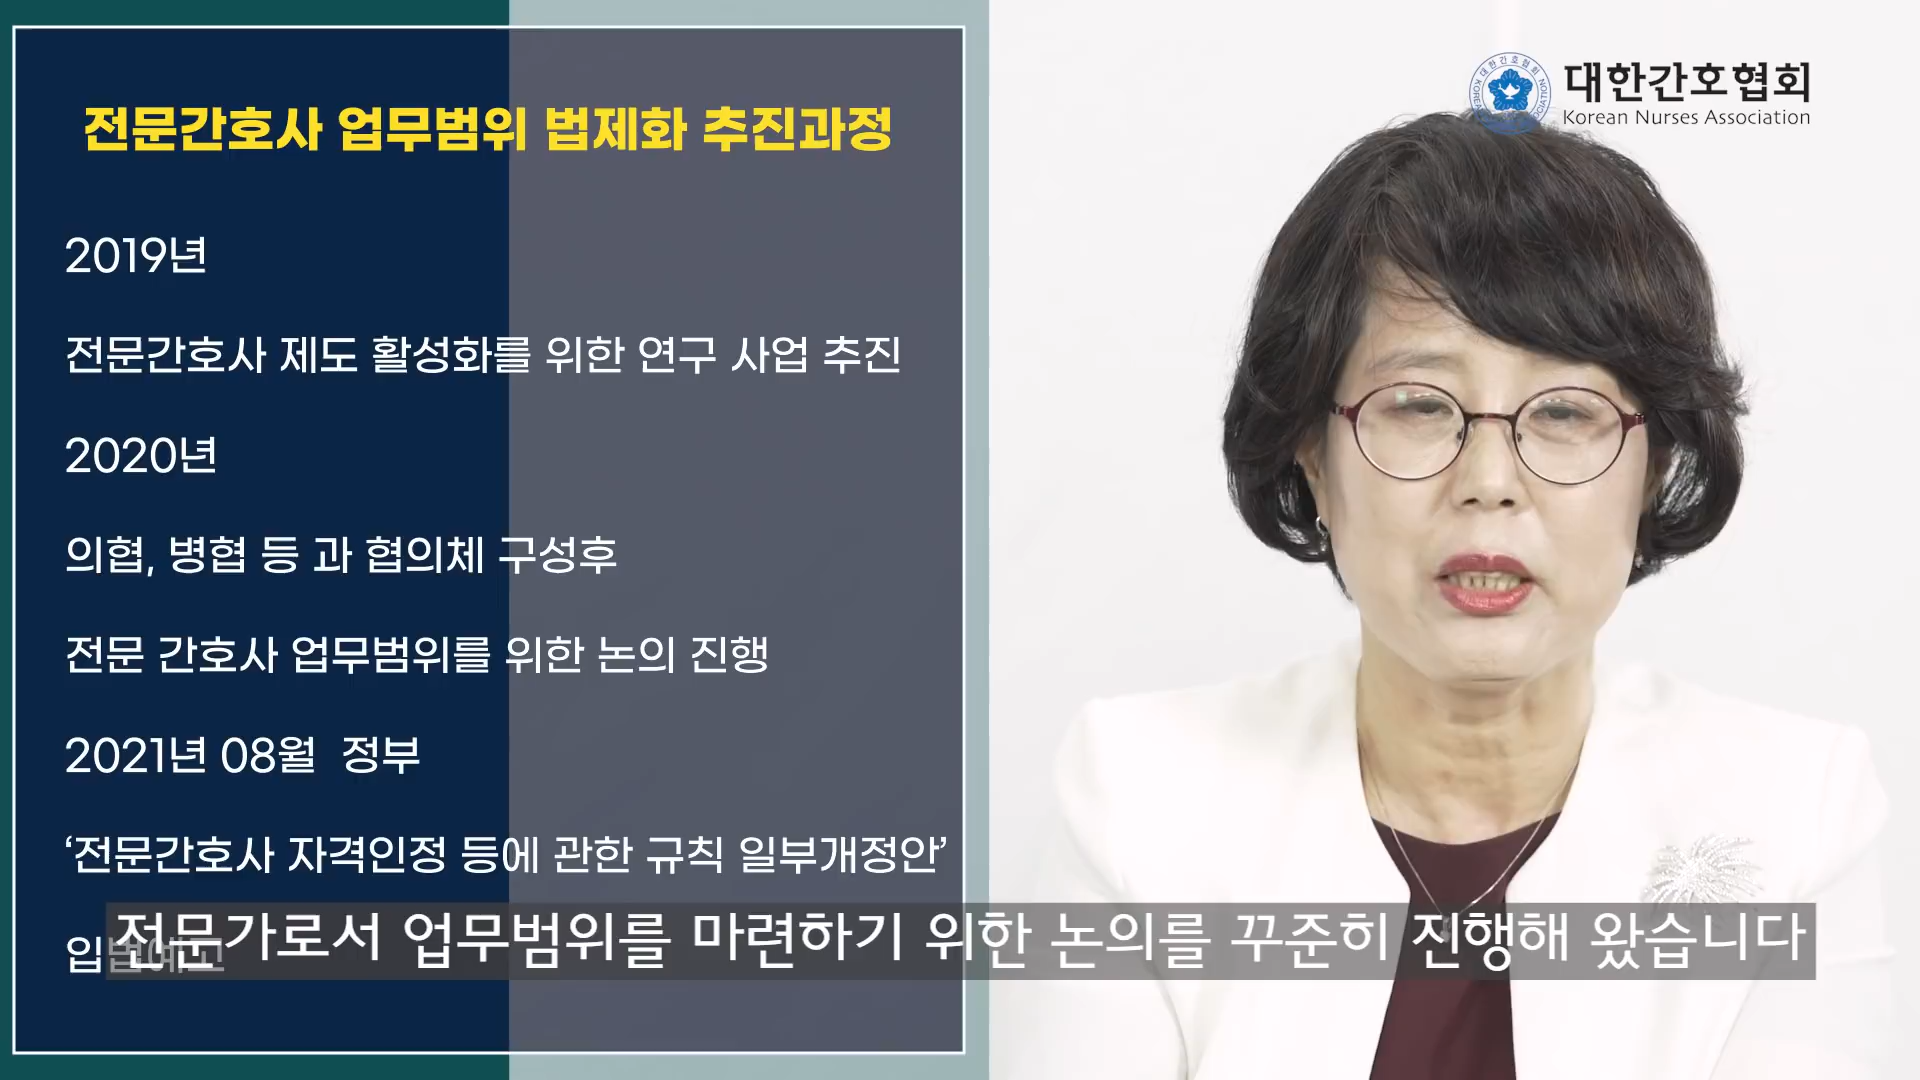 전문간호사 업무범위 법제화 추진과정
2019년
전문간호사 제도 활성화를 위한 연구 사업 추진
2020년
의협, 병협 등 과 협의체 구성후
전문 간호사 업무범위를 위한 논의 진행
2021년 08월 정부
‘전문간호사 자격인정 등에 관한 규칙 일부개정안’
입법예고
대한간호협회
Korean Nurses Association
전문가로서 업무범위를 마련하기 위한 논의를 꾸준히 진행해 왔습니다